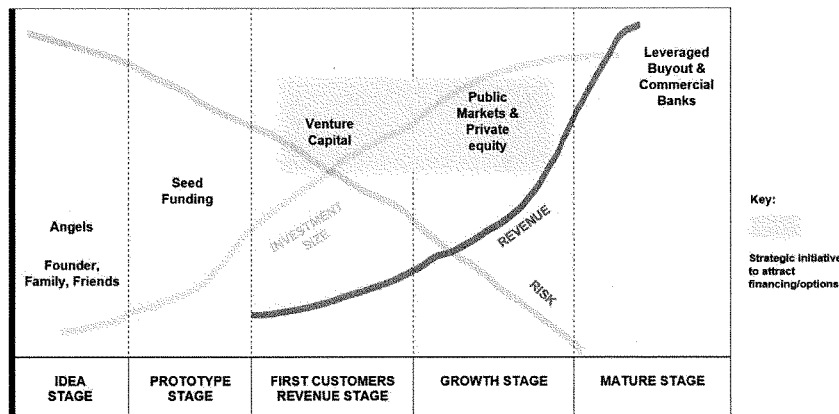 Leveraged
Buyout &
Commercial
Banks
Public
Markets &
Private
equity
Venture
Capital
Seed
Funding
Angels
Founder,
Family, Friends
INVESTMENT
SIZE
REVENUE
RISK
Key:
Strategic initiative
to attract
financing/options
IDEA
STAGE
PROTOTYPE
STAGE
FIRST CUSTOMERS
REVENUE STAGE
GROWTH STAGE
MATURE STAGE